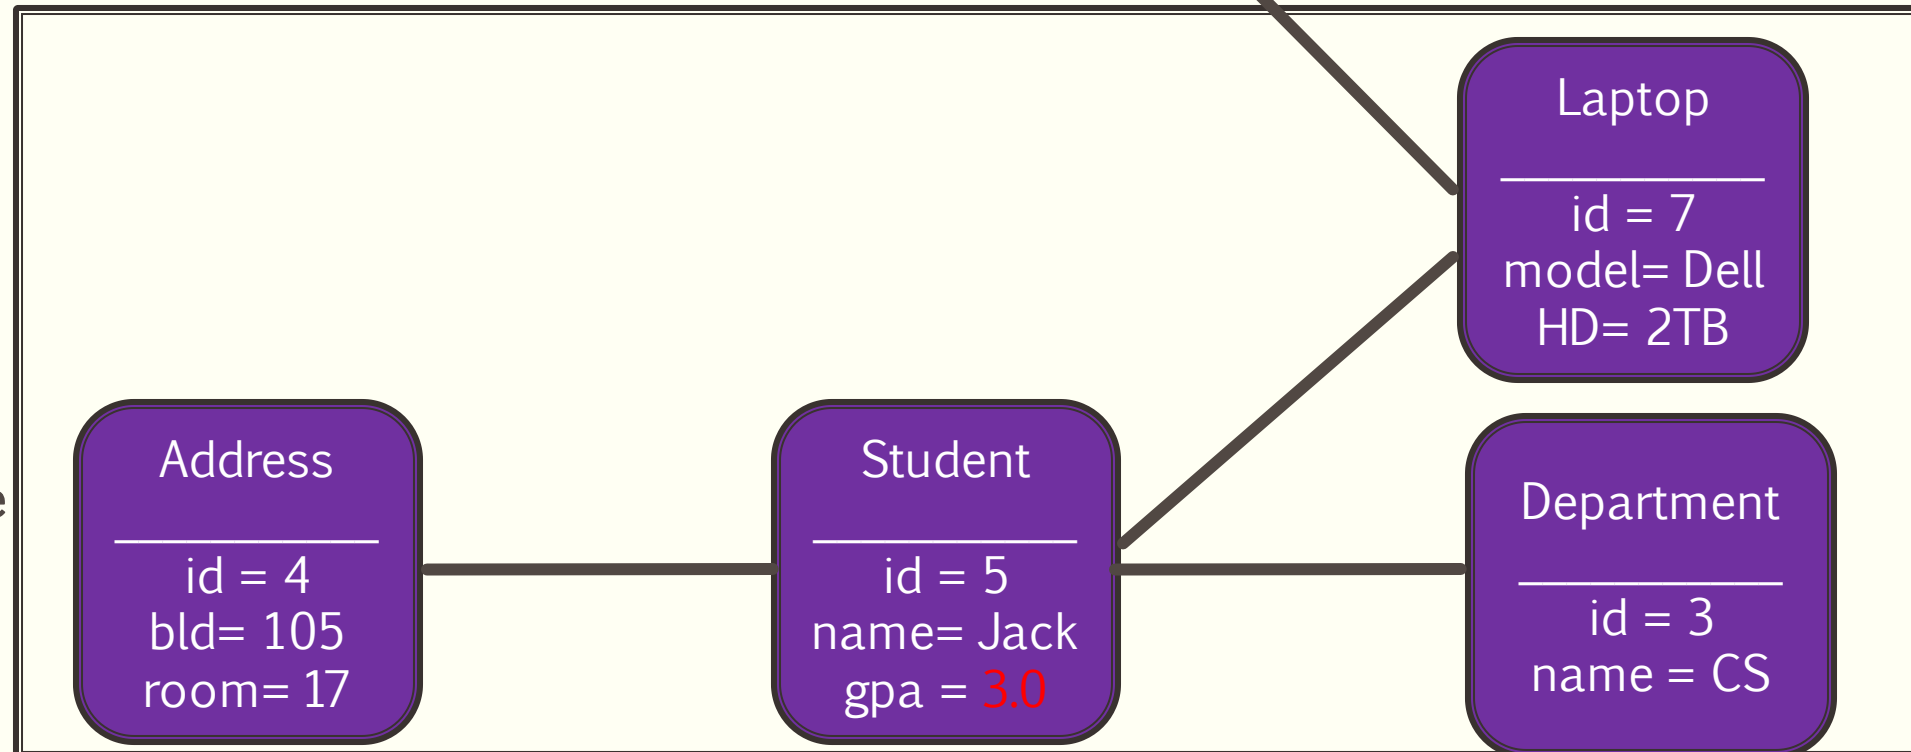 Laptop
id = 7
model= Dell
HD= 2TB
Address
id = 4
bld= 105
room= 17
Student
id = 5
name= Jack
gpa = 3.0
Department
id = 3
name = CS